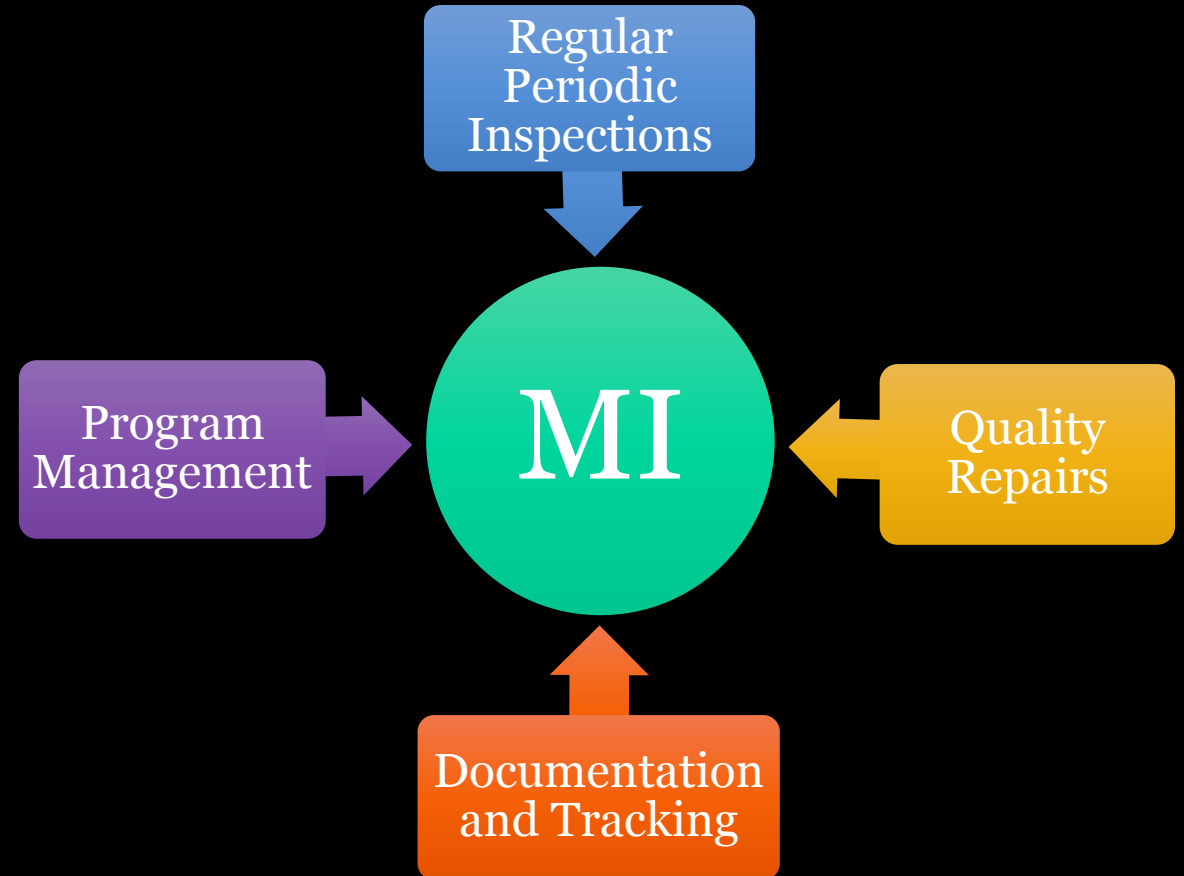 Regular
Periodic
Inspections
Program
Management
MI
Quality
Repairs
Documentation
and Tracking